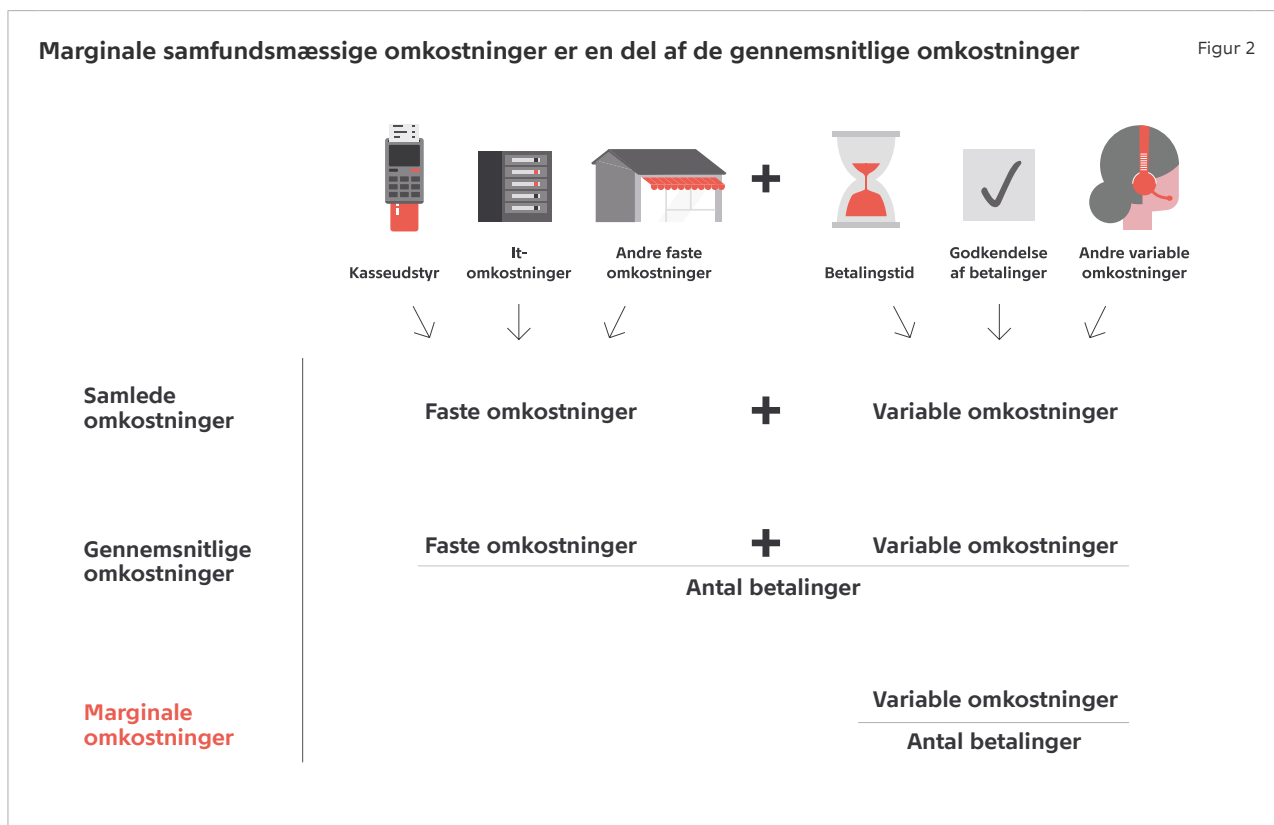 Marginale samfundsmæssige omkostninger er en del af de gennemsnitlige omkostninger
Figur 2
+
Kasseudstyr
It-
omkostninger
Andre faste
omkostninger
Betalingstid
Godkendelse
af betalinger
Andre variable
omkostninger
Samlede
omkostninger
Faste omkostninger
+
Variable omkostninger
Gennemsnitlige
omkostninger
Faste omkostninger
+
Variable omkostninger
Antal betalinger
Marginale
omkostninger
Variable omkostninger
Antal betalinger